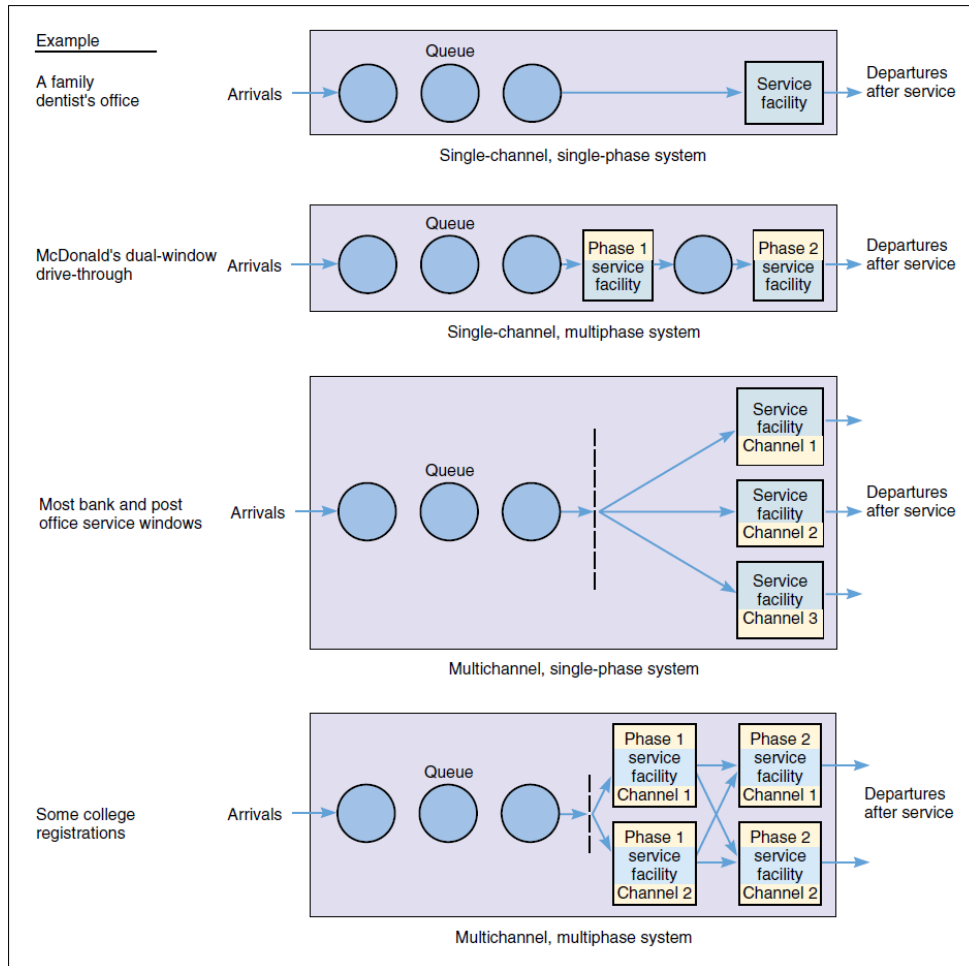 Example
A family
dentist's office
Queue
Arrivals
Service
facility
Departures
after service
Single-channel, single-phase system
McDonald's dual-window
drive-through
Queue
Arrivals
Phase 1
service
facility
Phase 2
service
facility
Departures
after service
Single-channel, multiphase system
Most bank and post
office service windows
Queue
Arrivals
Service
facility
Channel 1
Service
facility
Channel 2
Service
facility
Channel 3
Departures
after service
Multichannel, single-phase system
Some college
registrations
Queue
Arrivals
Phase 1
service
facility
Channel 1
Phase 2
service
facility
Channel 1
Phase 1
service
facility
Channel 2
Phase 2
service
facility
Channel 2
Departures
after service
Multichannel, multiphase system